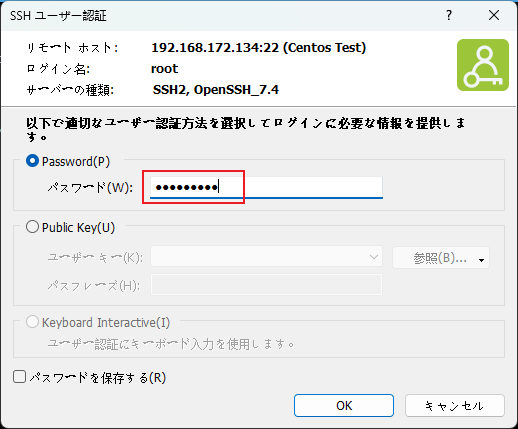 SSH ユーザー認証
?
リモート ホスト: 192.168.172.134:22 (Centos Test)
ログイン名: root
サーバーの種類: SSH2, OpenSSH_7.4
以下で適切なユーザー認証方法を選択してログインに必要な情報を提供しま
す。
Password(P)
パスワード(W): ●●●●●●●●●
Public Key(U)
ユーザー キー(K): 参照(B)...
パスフレーズ(H):
Keyboard Interactive(I)
ユーザー認証にキーボード入力を使用します。
パスワードを保存する(R)
OK キャンセル